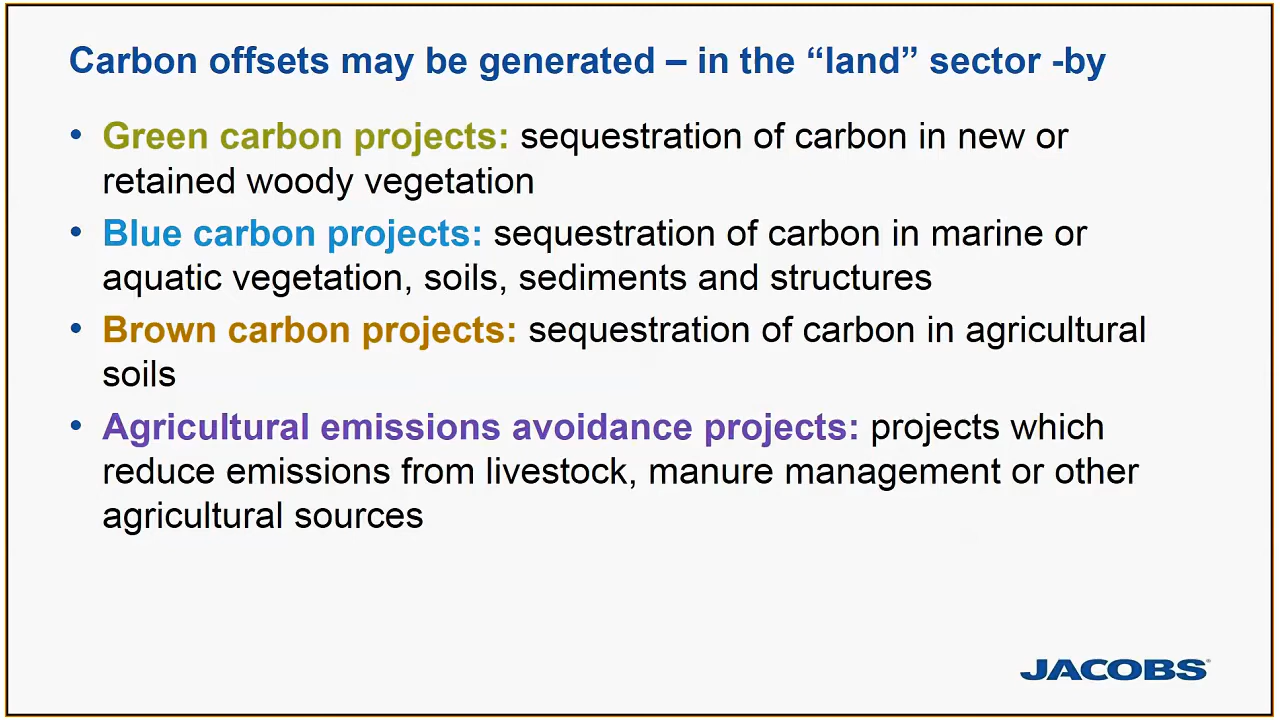 Carbon offsets may be generated – in the “land” sector -by
• Green carbon projects: sequestration of carbon in new or
retained woody vegetation
• Blue carbon projects: sequestration of carbon in marine or
aquatic vegetation, soils, sediments and structures
• Brown carbon projects: sequestration of carbon in agricultural
soils
• Agricultural emissions avoidance projects: projects which
reduce emissions from livestock, manure management or other
agricultural sources
JACOBS